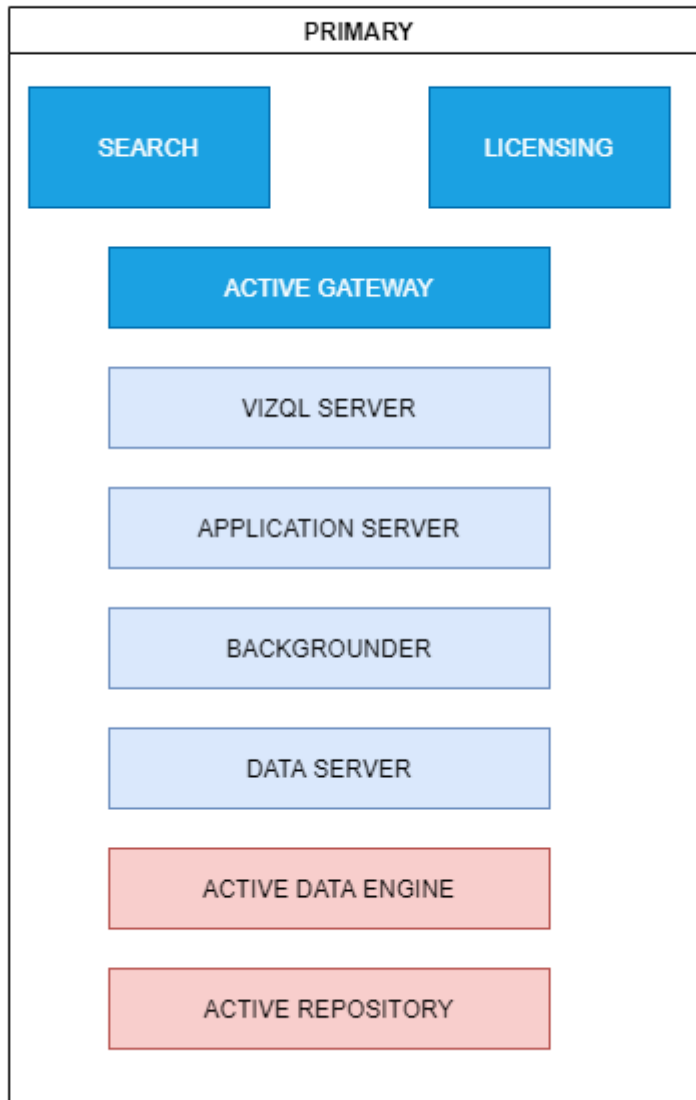 PRIMARY
SEARCH
LICENSING
ACTIVE GATEWAY
VIZQL SERVER
APPLICATION SERVER
BACKGROUNDER
DATA SERVER
ACTIVE DATA ENGINE
ACTIVE REPOSITORY